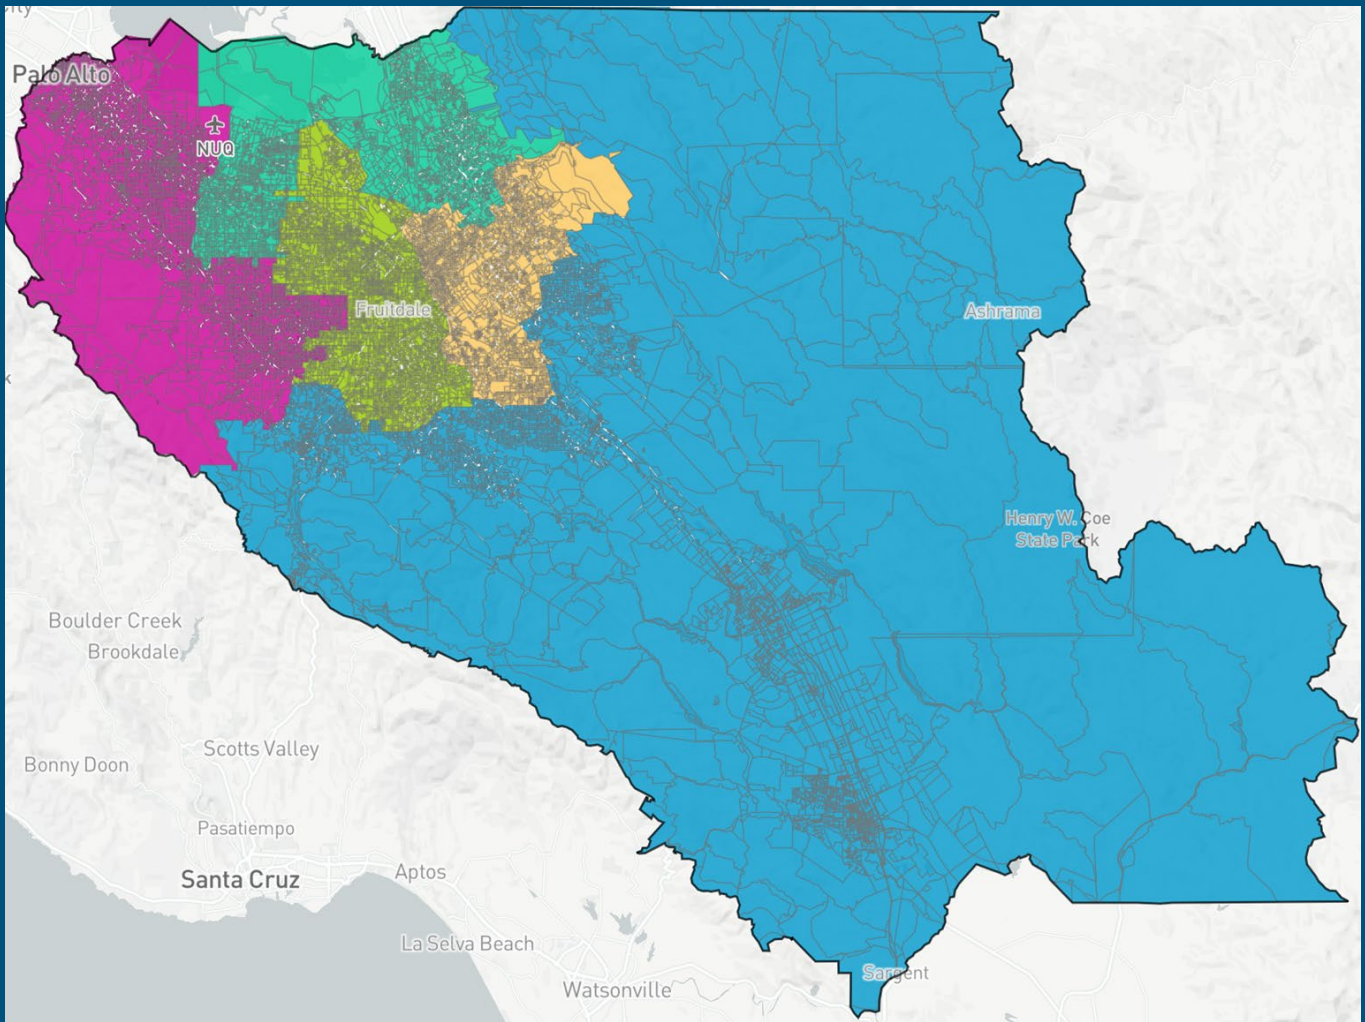 Palo Alto
NUQ
Fruitdale
Ashrama
Henry W. Coe
State Park
Boulder Creek
Brookdale
Scotts Valley
Bonny Doon
Pasatiempo
Santa Cruz
Aptos
La Selva Beach
Watsonville
Sargent